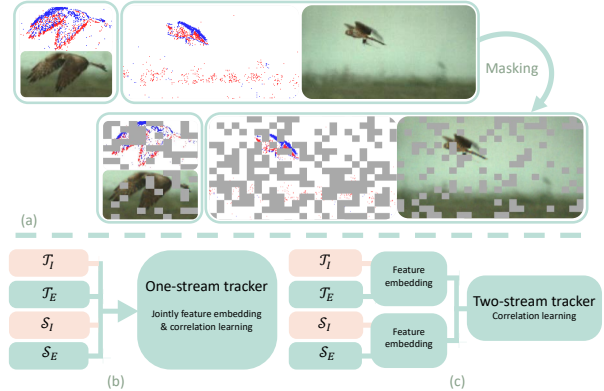 Masking
(a)
𝒯_I
𝒯_E
𝒮_I
𝒮_E
One-stream tracker
Jointly feature embedding
& correlation learning
(b)
𝒯_I
𝒯_E
𝒮_I
𝒮_E
Feature
embedding
Feature
embedding
Two-stream tracker
Correlation learning
(c)